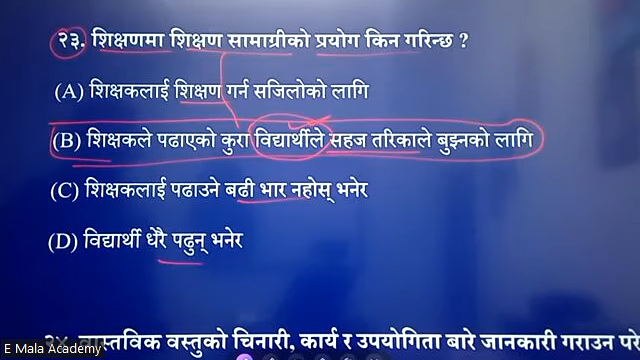 २३. शिक्षणमा शिक्षण सामाग्रीको प्रयोग किन गरिन्छ ?
(A) शिक्षकलाई शिक्षण गर्न सजिलोको लागि
(B) शिक्षकले पढाएको कुरा विद्यार्थीले सहज तरिकाले बुझ्नको लागि
(C) शिक्षकलाई पढाउने बढी भार नहोस् भनेर
(D) विद्यार्थी धेरै पढुन् भनेर
वस्तुको चिनारी, कार्य र उपयोगिता बारे जानकारी गराउन
E Mala Academy